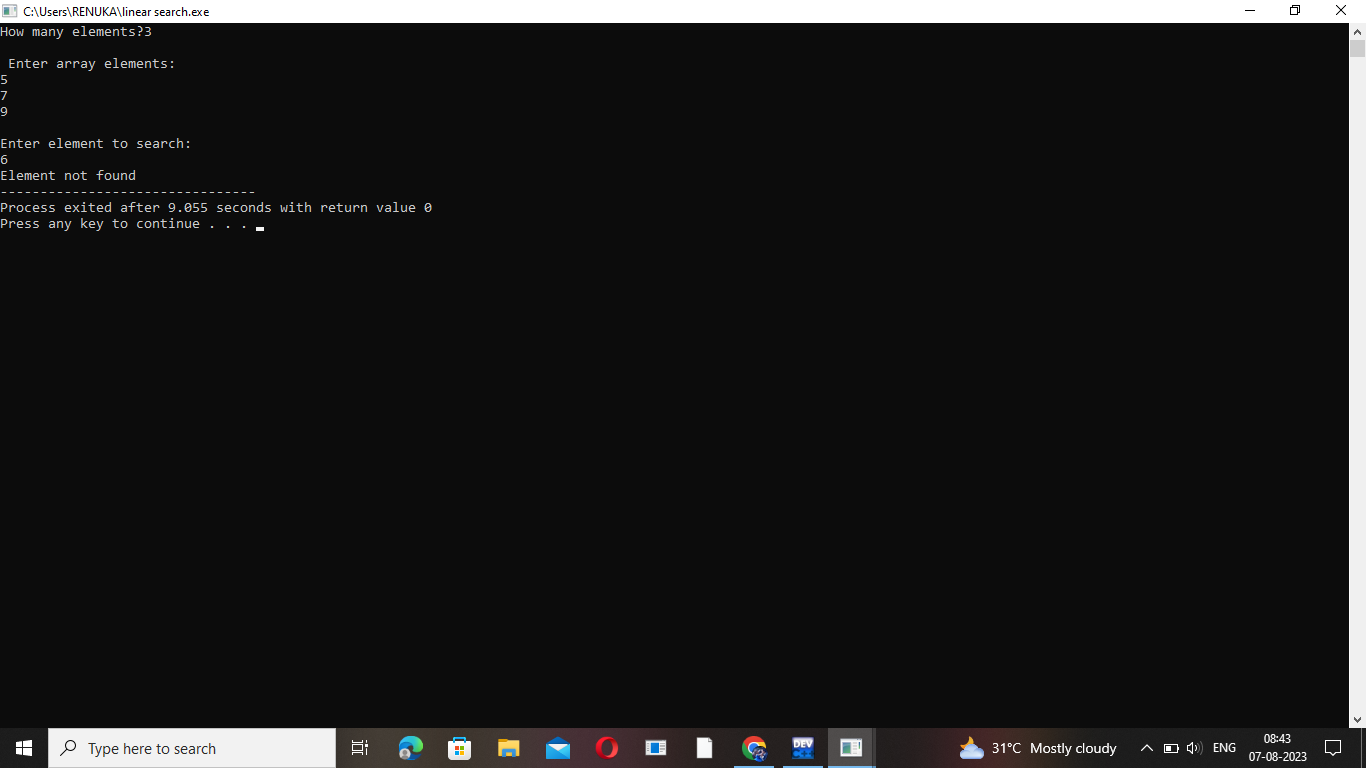 C:\Users\RENUKA\linear search.exe
How many elements?3
Enter array elements:
5
7
9
Enter element to search:
6
Element not found
--------------------------------
Process exited after 9.055 seconds with return value 0
Press any key to continue . . .
Type here to search
DEV
31°C Mostly cloudy
ENG
08:43
07-08-2023